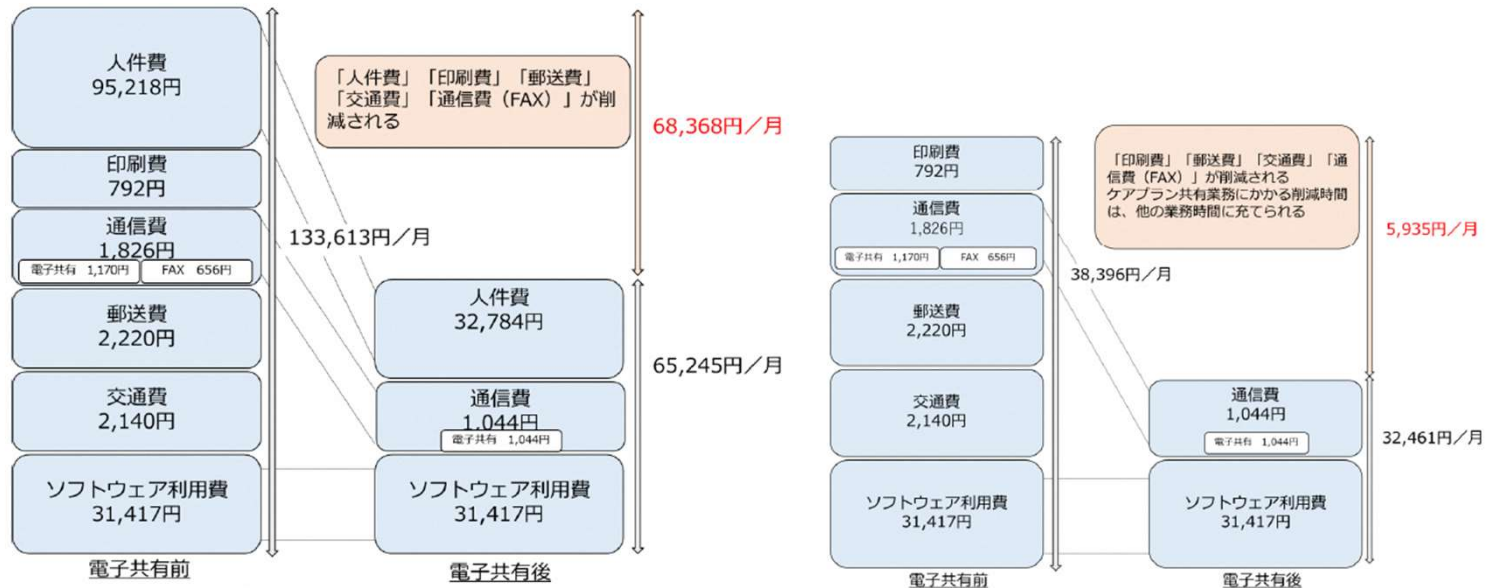 人件費
95,218円
印刷費
792円
通信費
1,826円
電子共有 1,170円
FAX 656円
郵送費
2,220円
交通費
2,140円
ソフトウェア利用費
31,417円
電子共有前
133,613円／月
「人件費」「印刷費」「郵送費」
「交通費」「通信費（FAX）」が削
減される
68,368円／月
人件費
32,784円
通信費
1,044円
電子共有 1,044円
ソフトウェア利用費
31,417円
電子共有後
65,245円／月
印刷費
792円
通信費
1,826円
電子共有 1,170円
FAX 656円
郵送費
2,220円
交通費
2,140円
ソフトウェア利用費
31,417円
電子共有前
38,396円／月
「印刷費」「郵送費」「交通費」「通
信費（FAX）」が削減される
ケアプラン共有業務にかかる削減時間
は、他の業務時間に充てられる
5,935円／月
通信費
1,044円
電子共有 1,044円
ソフトウェア利用費
31,417円
電子共有後
32,461円／月